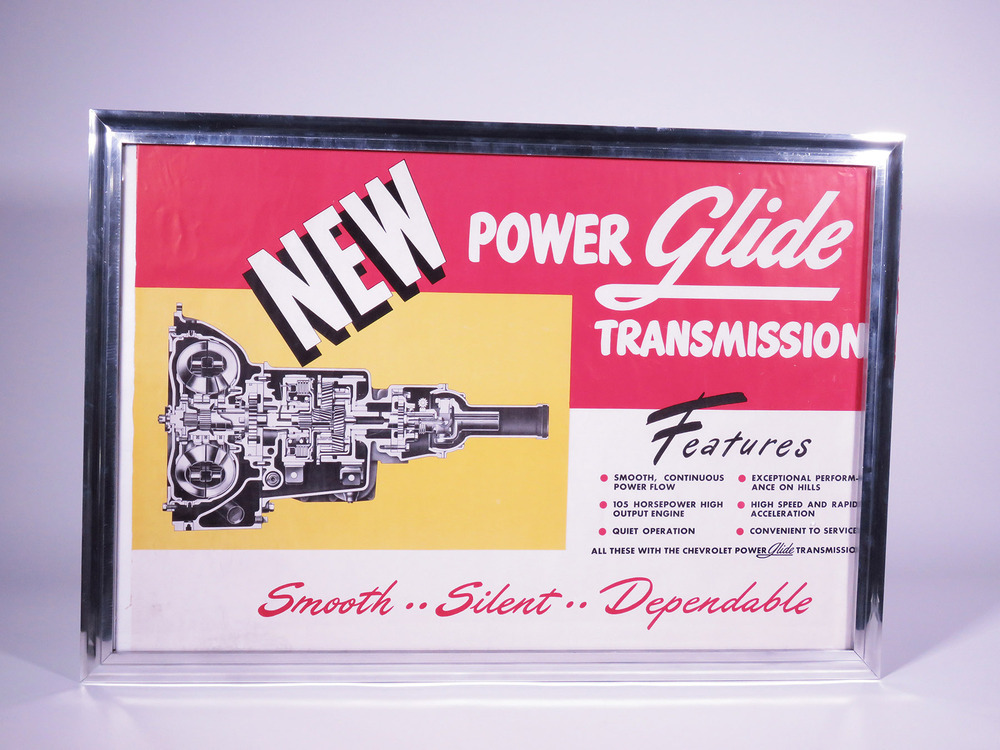 NEW
POWER Glide
TRANSMISSION
Features
• SMOOTH, CONTINUOUS POWER FLOW
• 105 HORSEPOWER HIGH OUTPUT ENGINE
• QUIET OPERATION
• EXCEPTIONAL PERFORM-
ANCE ON HILLS
• HIGH SPEED AND RAPID
ACCELERATION
• CONVENIENT TO SERVICE
ALL THESE WITH THE CHEVROLET POWER Glide TRANSMISSIO
Smooth .. Silent .. Dependable